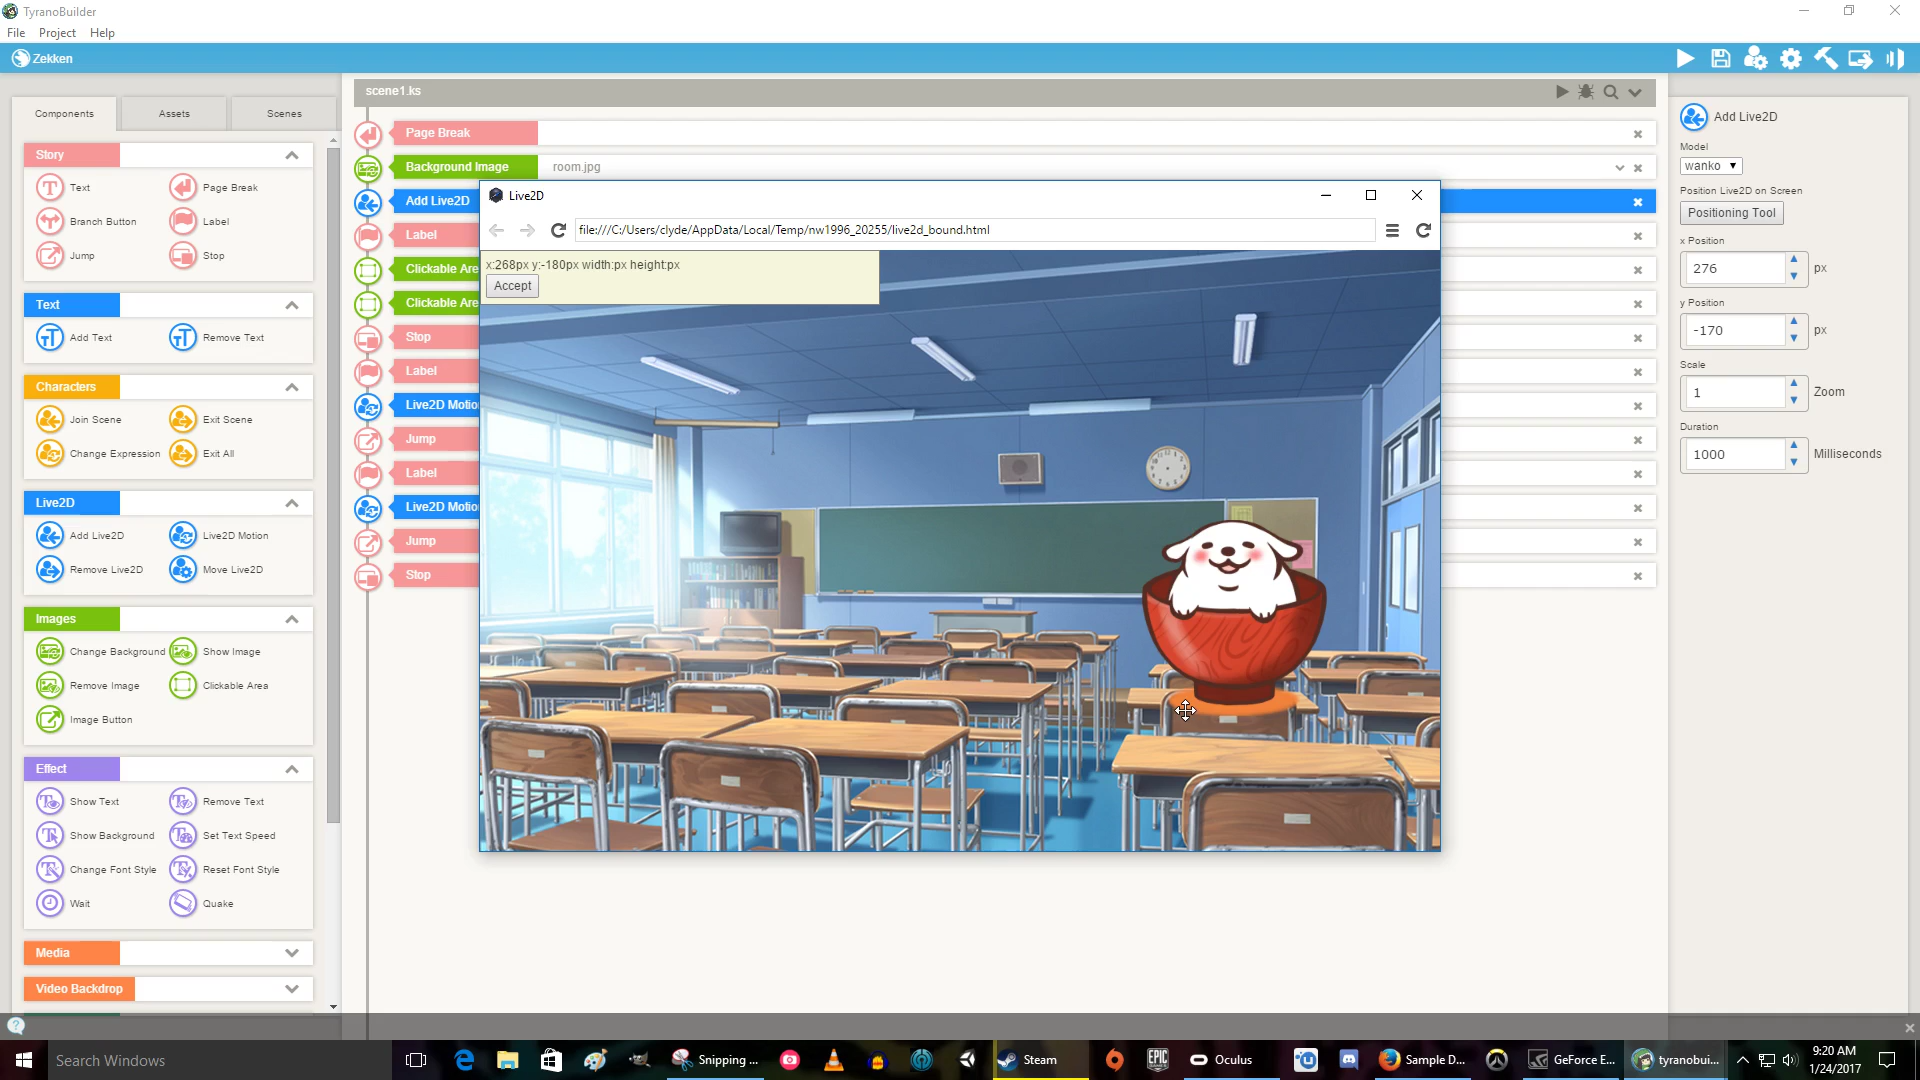 TyranoBuilder
File Project Help
Zekken
Components Assets Scenes
Story
Text Page Break
Branch Button Label
Jump Stop
Text
Add Text Remove Text
Characters
Join Scene Exit Scene
Change Expression Exit All
Live2D
Add Live2D Live2D Motion
Remove Live2D Move Live2D
Images
Change Background Show Image
Remove Image Clickable Area
Image Button
Effect
Show Text Remove Text
Show Background Set Text Speed
Change Font Style Reset Font Style
Wait Quake
Media
Video Backdrop
scene1.ks
Page Break
Background Image room.jpg
Add Live2D
Label
Clickable Are
Clickable Are
Stop
Label
Live2D Motio
Jump
Label
Live2D Motio
Jump
Stop
Live2D
file:///C:/Users/clyde/AppData/Local/Temp/nw1996_20255/live2d_bound.html
x:268px y:-180px width:px height:px
Accept
Add Live2D
Model
wanko
Position Live2D on Screen
Positioning Tool
x Position
276 px
y Position
-170 px
Scale
1 Zoom
Duration
1000 Milliseconds
Search Windows
Snipping ...
Steam
EPIC GAMES
Oculus
Sample D...
GeForce E...
tyranobui...
9:20 AM
1/24/2017